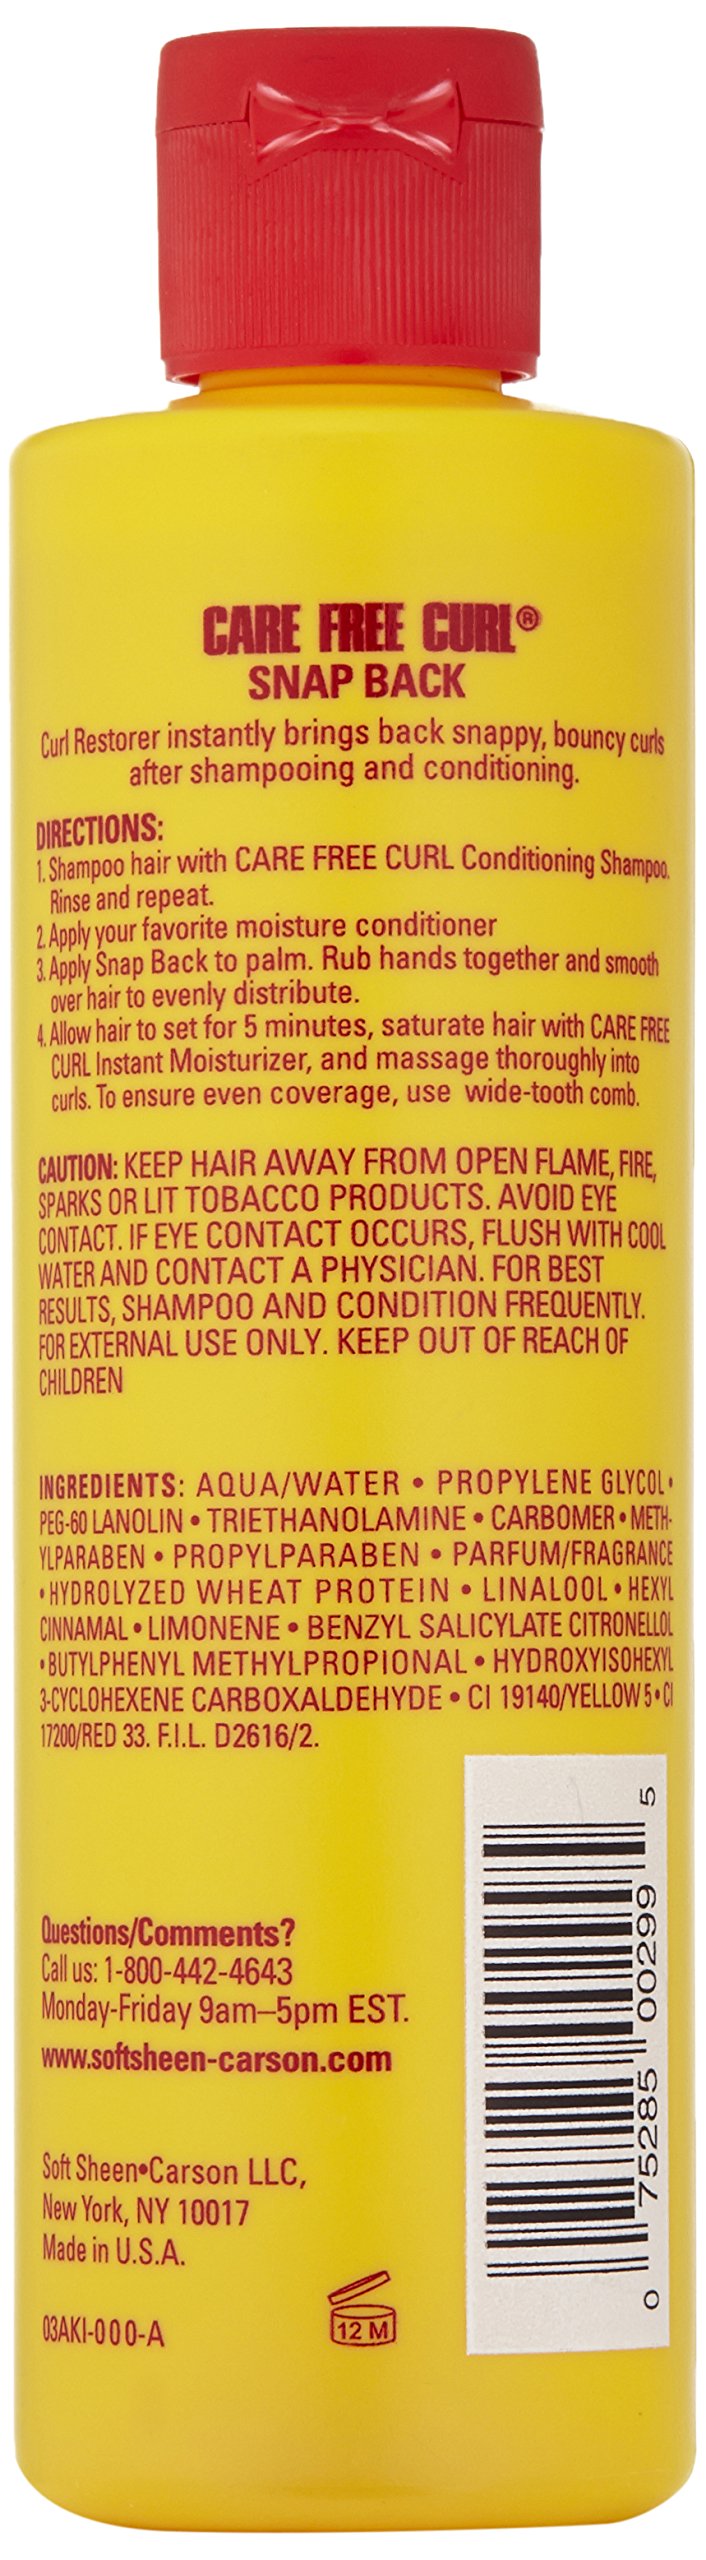 CARE FREE CURL®
SNAP BACK
Curl Restorer instantly brings back snappy, bouncy curls
after shampooing and conditioning.
DIRECTIONS:
1. Shampoo hair with CARE FREE CURL Conditioning Shampoo.
Rinse and repeat.
2. Apply your favorite moisture conditioner
3. Apply Snap Back to palm. Rub hands together and smooth
over hair to evenly distribute.
4. Allow hair to set for 5 minutes, saturate hair with CARE FREE
CURL Instant Moisturizer, and massage thoroughly into
curls. To ensure even coverage, use wide-tooth comb.
CAUTION: KEEP HAIR AWAY FROM OPEN FLAME, FIRE,
SPARKS OR LIT TOBACCO PRODUCTS. AVOID EYE
CONTACT. IF EYE CONTACT OCCURS, FLUSH WITH COOL
WATER AND CONTACT A PHYSICIAN. FOR BEST
RESULTS, SHAMPOO AND CONDITION FREQUENTLY.
FOR EXTERNAL USE ONLY. KEEP OUT OF REACH OF
CHILDREN
INGREDIENTS: AQUA/WATER • PROPYLENE GLYCOL •
PEG-60 LANOLIN • TRIETHANOLAMINE • CARBOMER • METH-
YLPARABEN • PROPYLPARABEN • PARFUM/FRAGRANCE
• HYDROLYZED WHEAT PROTEIN • LINALOOL • HEXYL
CINNAMAL • LIMONENE • BENZYL SALICYLATE CITRONELLOL
• BUTYLPHENYL METHYLPROPIONAL • HYDROXYISOHEXYL
3-CYCLOHEXENE CARBOXALDEHYDE • CI 19140/YELLOW 5 • CI
17200/RED 33. F.I.L. D2616/2.
Questions/Comments?
Call us: 1-800-442-4643
Monday-Friday 9am–5pm EST.
www.softsheen-carson.com
Soft Sheen•Carson LLC,
New York, NY 10017
Made in U.S.A.
03AKI-000-A
12 M
0 75285 00299 5